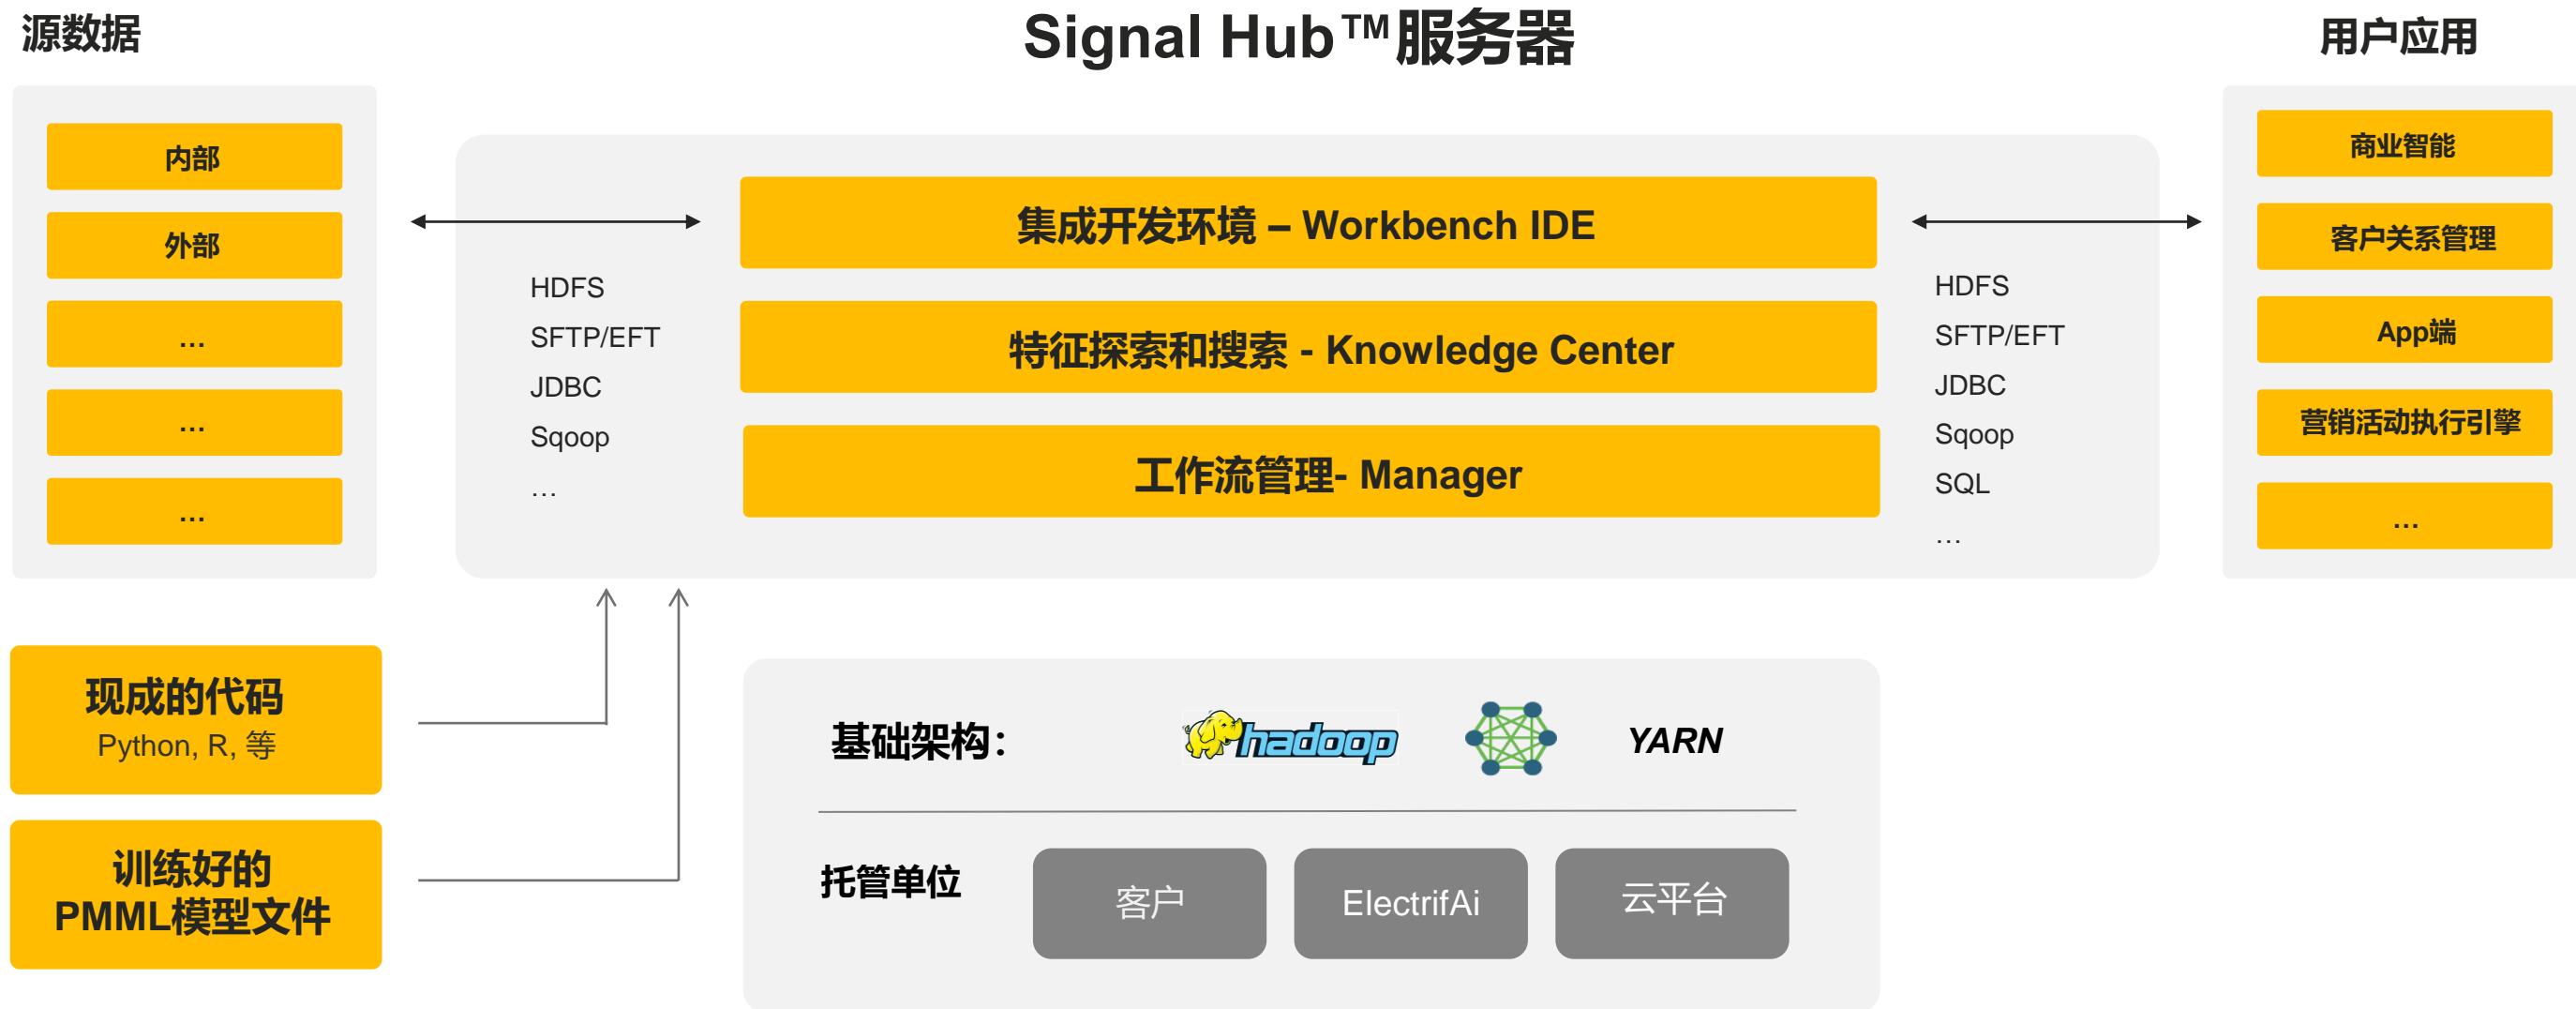 源数据
Signal Hub™服务器
用户应用
内部
外部
...
...
...
HDFS
SFTP/EFT
JDBC
Sqoop
...
集成开发环境 – Workbench IDE
特征探索和搜索 - Knowledge Center
工作流管理- Manager
HDFS
SFTP/EFT
JDBC
Sqoop
SQL
...
商业智能
客户关系管理
App端
营销活动执行引擎
...
现成的代码
Python, R, 等
训练好的
PMML模型文件
基础架构：
hadoop
YARN
托管单位
客户
ElectrifAi
云平台